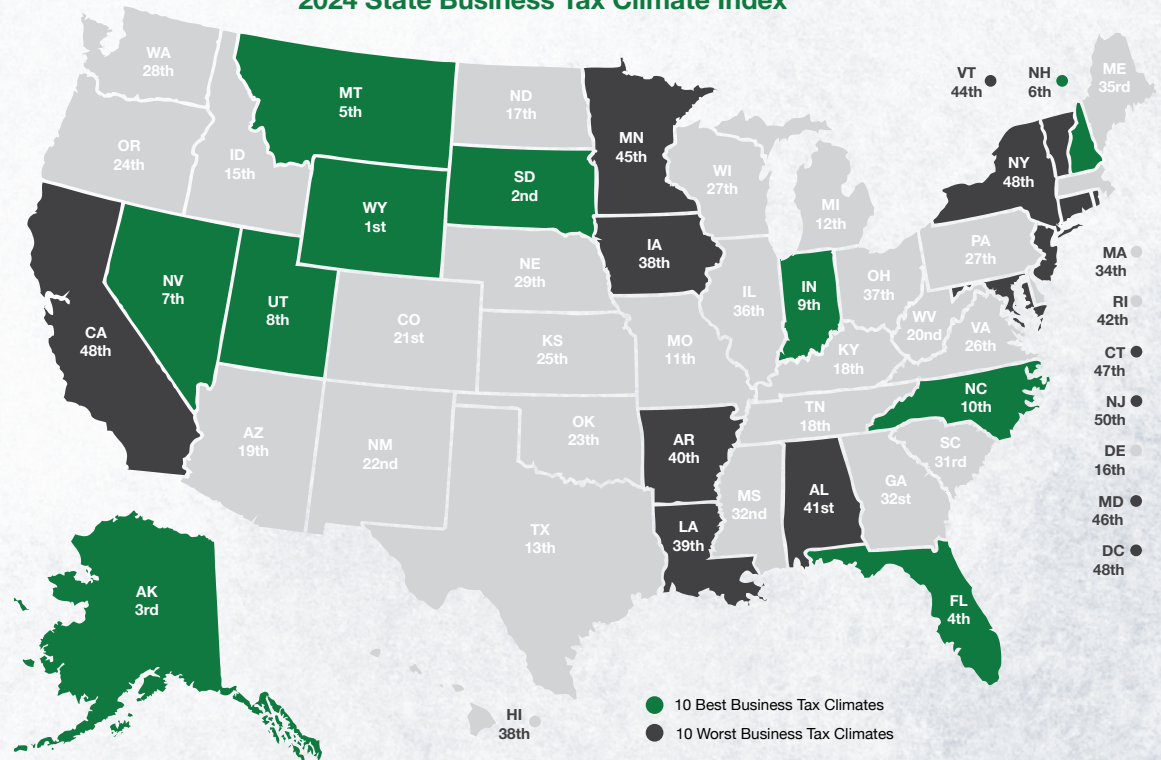 2024 State Business Tax Climate Index
WA
28th
MT
5th
ND
17th
MN
45th
VT
44th
NH
6th
ME
35rd
OR
24th
ID
15th
SD
2nd
WI
27th
MI
12th
NY
48th
WY
1st
IA
38th
PA
27th
NV
7th
UT
8th
NE
29th
IL
36th
IN
9th
OH
37th
MA
34th
RI
42th
CA
48th
CO
21st
KS
25th
MO
11th
KY
18th
WV
20nd
VA
26th
CT
47th
NJ
50th
AZ
19th
NM
22nd
OK
23th
AR
40th
TN
18th
NC
10th
SC
31rd
DE
16th
MD
46th
DC
48th
TX
13th
LA
39th
MS
32nd
AL
41st
GA
32st
FL
4th
AK
3rd
HI
38th
10 Best Business Tax Climates
10 Worst Business Tax Climates